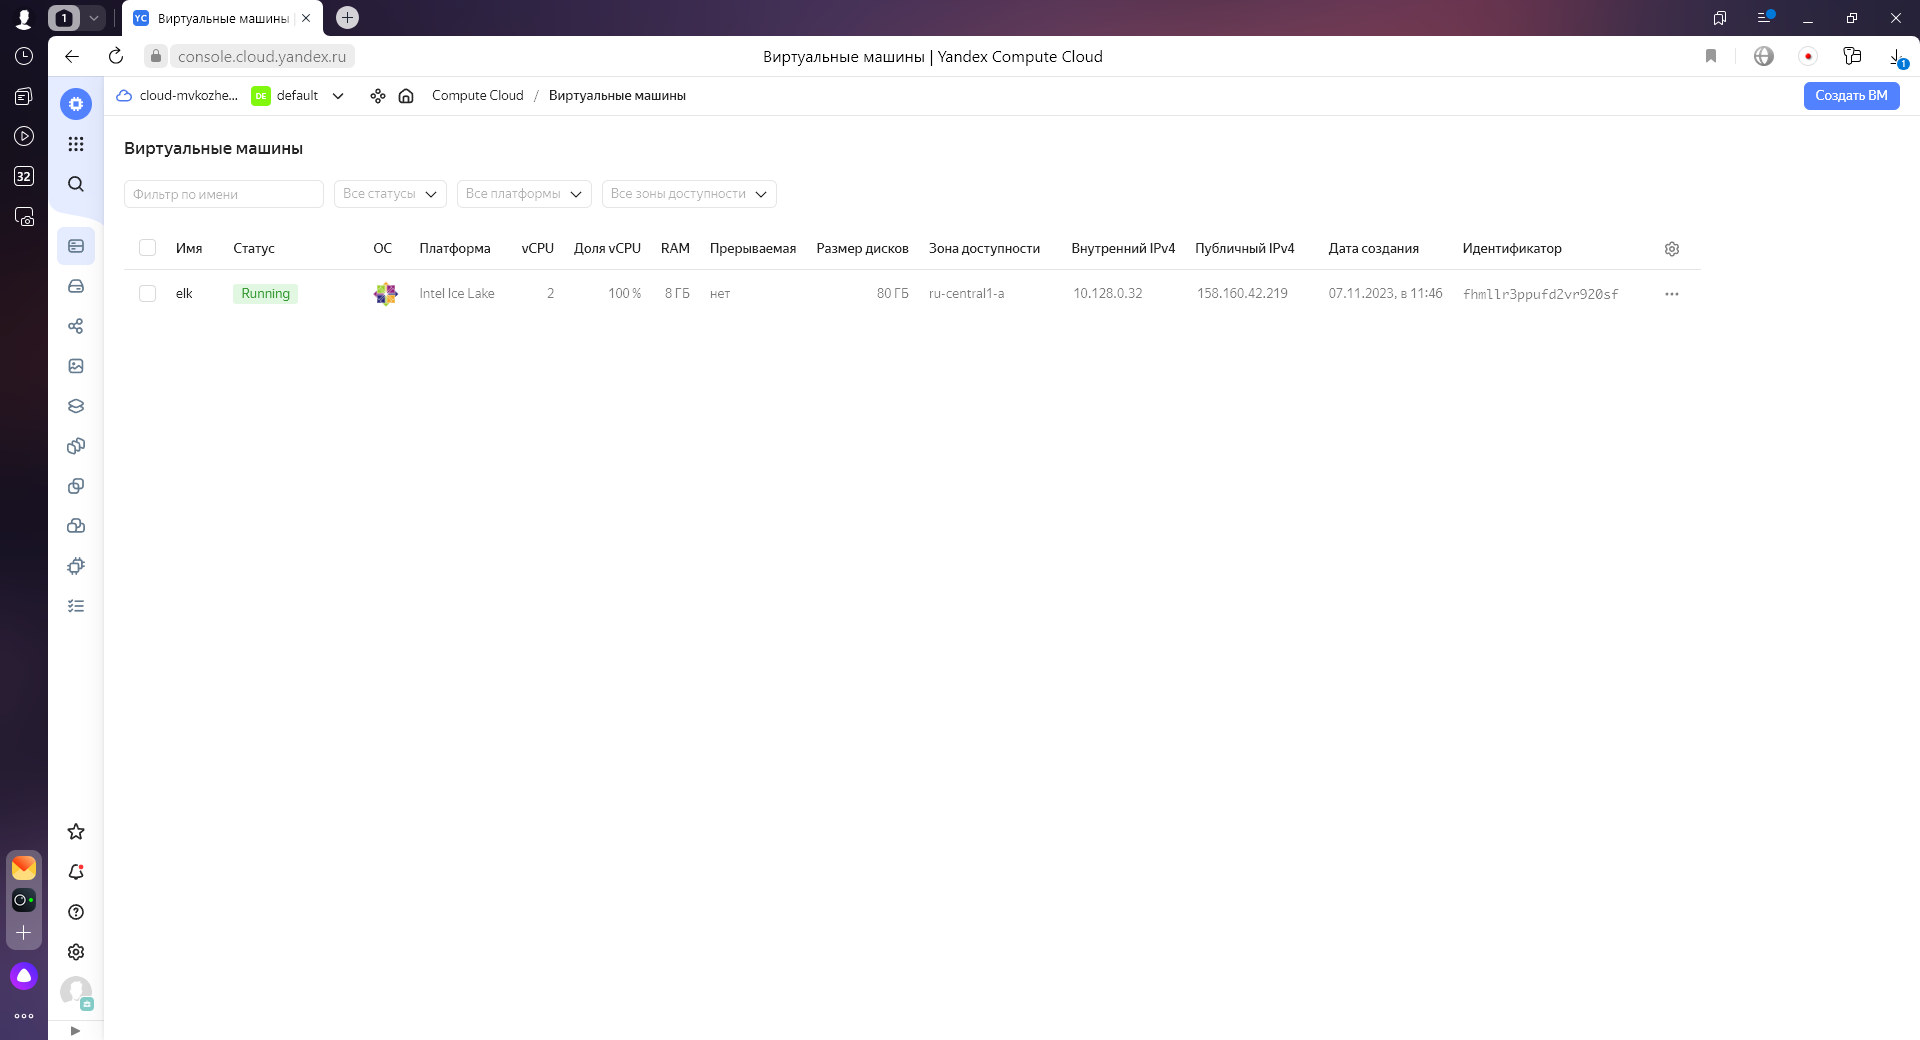 1
YC Виртуальные машины
console.cloud.yandex.ru
Виртуальные машины | Yandex Compute Cloud
1
32
cloud-mvkozhe...
DE default
Compute Cloud / Виртуальные машины
Создать ВМ
Виртуальные машины
Фильтр по имени
Все статусы
Все платформы
Все зоны доступности
Имя Статус ОС Платформа vCPU Доля vCPU RAM Прерываемая Размер дисков Зона доступности Внутренний IPv4 Публичный IPv4 Дата создания Идентификатор
elk Running Intel Ice Lake 2 100 % 8 ГБ нет 80 ГБ ru-central1-a 10.128.0.32 158.160.42.219 07.11.2023, в 11:46 fhmllr3ppufd2vr920sf